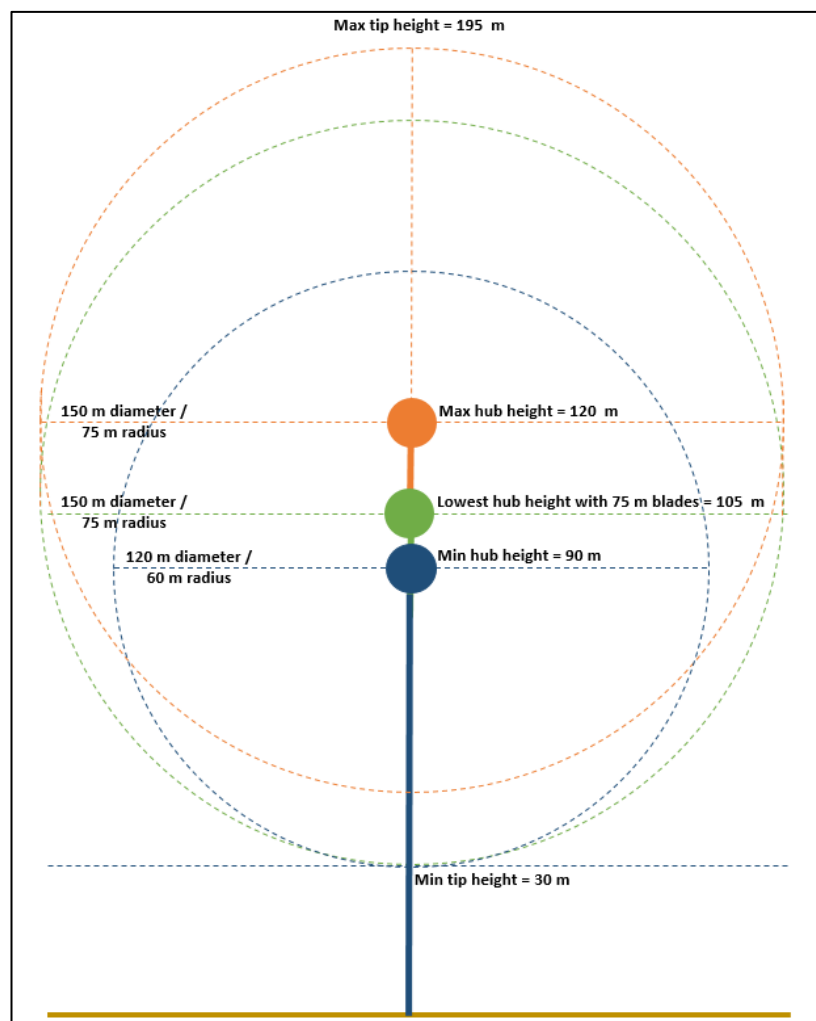 Max tip height = 195  m
150 m diameter /
75 m radius
Max hub height = 120  m
150 m diameter /
75 m radius
Lowest hub height with 75 m blades = 105  m
120 m diameter /
60 m radius
Min hub height = 90 m
Min tip height = 30 m